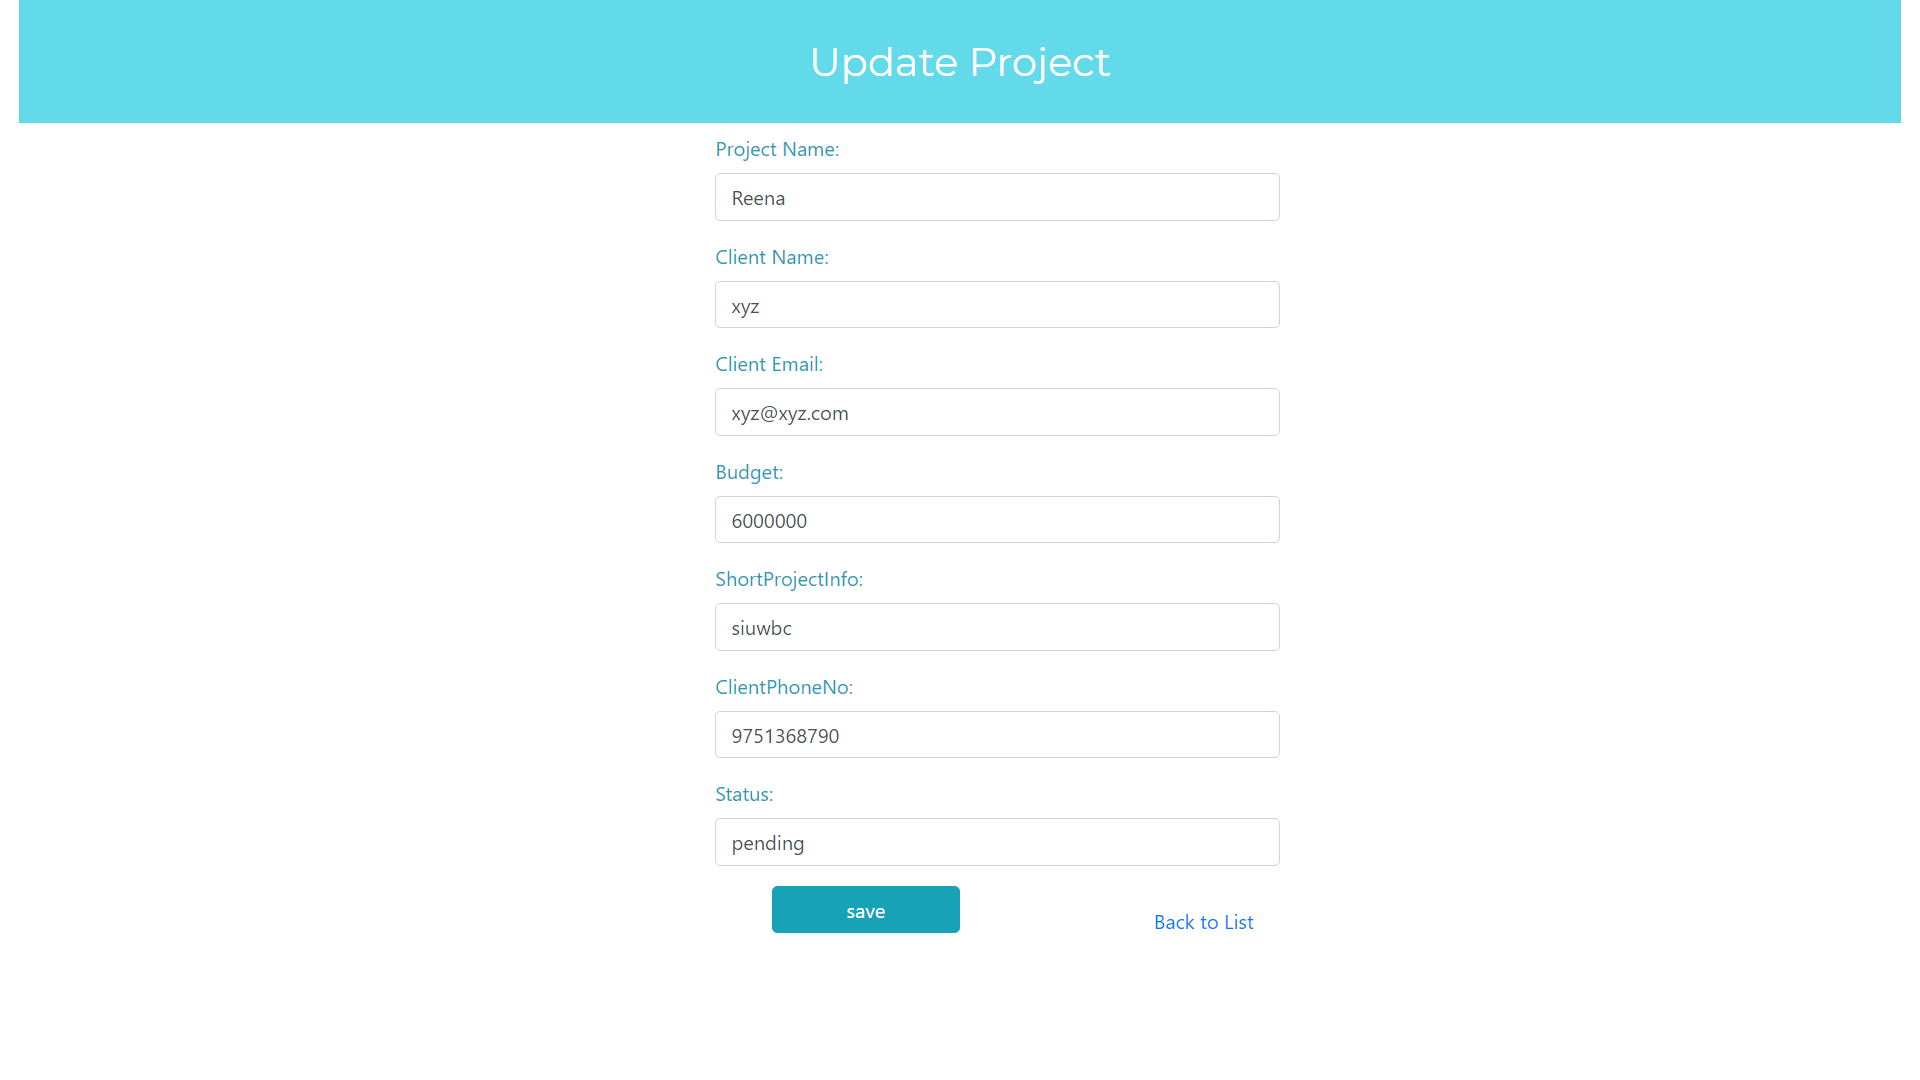 Update Project
Project Name:
Reena
Client Name:
xyz
Client Email:
xyz@xyz.com
Budget:
6000000
ShortProjectInfo:
siuwbc
ClientPhoneNo:
9751368790
Status:
pending
save
Back to List